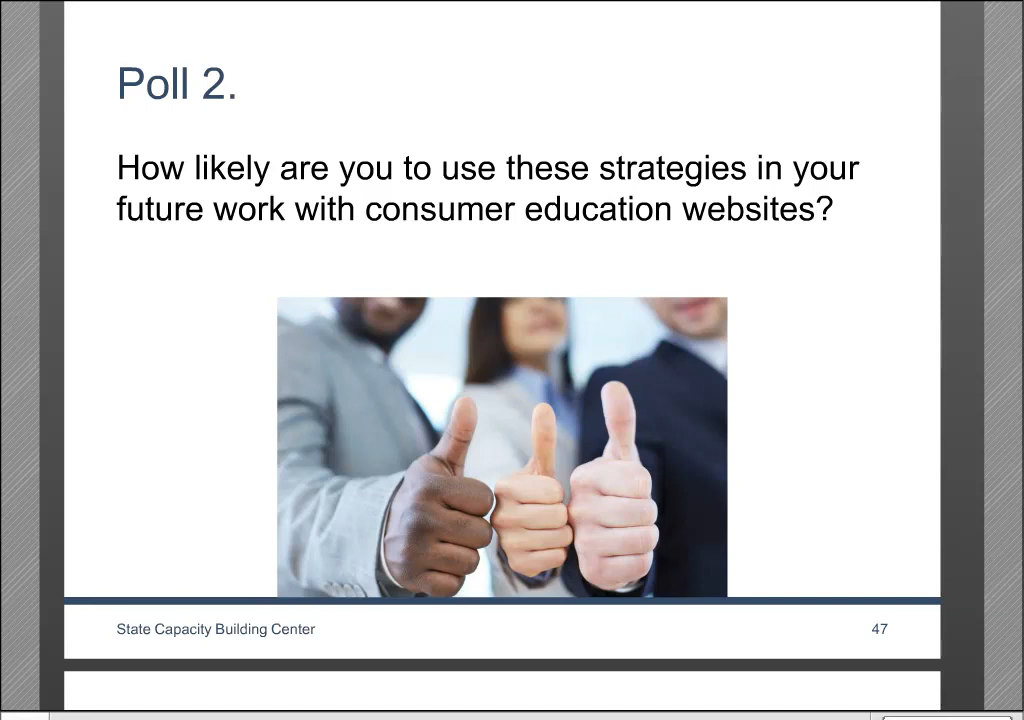 Poll 2.
How likely are you to use these strategies in your
future work with consumer education websites?
State Capacity Building Center
47